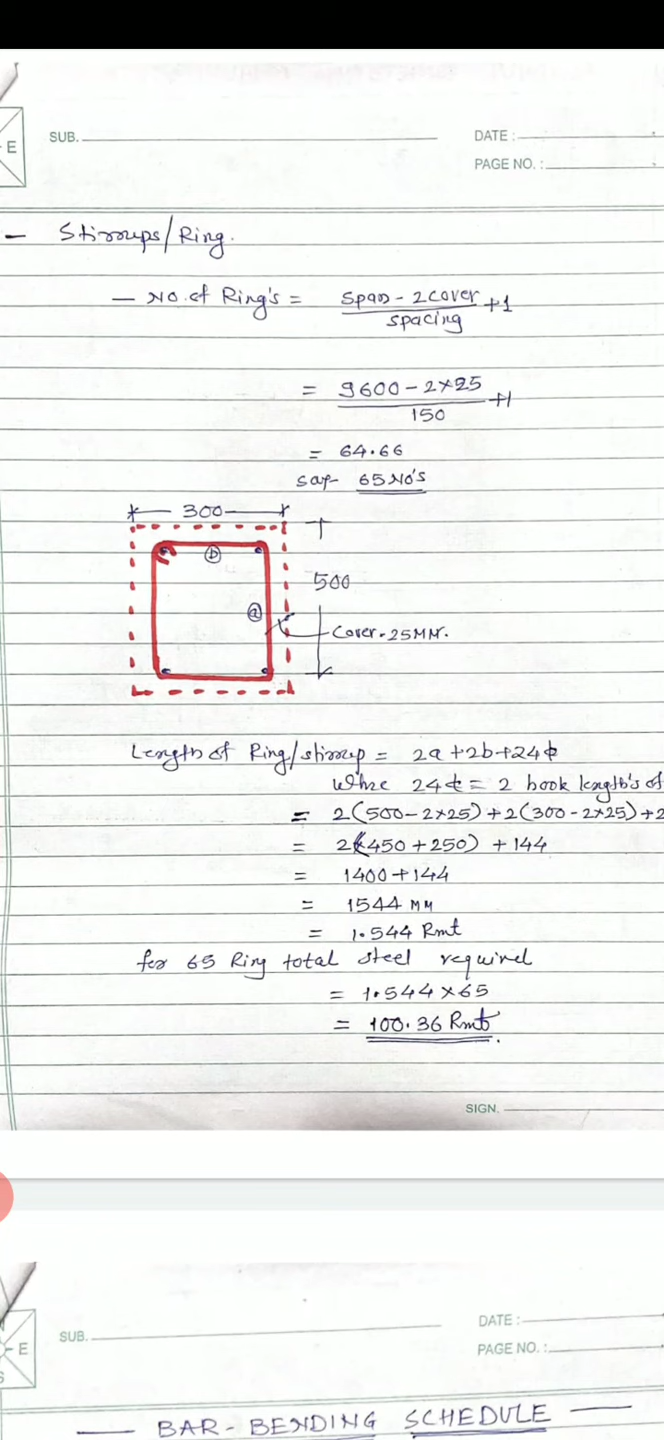 E
SUB.
DATE :
PAGE NO. :
- Stirrups/Ring.
- No. of Ring's = Span - 2 cover / spacing +1
= 9600 - 2×25 / 150 +1
= 64.66
say 65 No's
300
b
500
a
Cover - 25 MM.
Length of Ring/stirrup = 2a + 2b + 24ϕ
Where 24ϕ = 2 hook length's of
= 2(500 - 2×25) + 2(300 - 2×25) + 2
= 2(450 + 250) + 144
= 1400 + 144
= 1544 MM
= 1.544 Rmt
for 65 Ring total steel required
= 1.544 × 65
= 100.36 Rmt.
SIGN.
E
S
SUB.
DATE :
PAGE NO. :
— BAR - BENDING SCHEDULE —